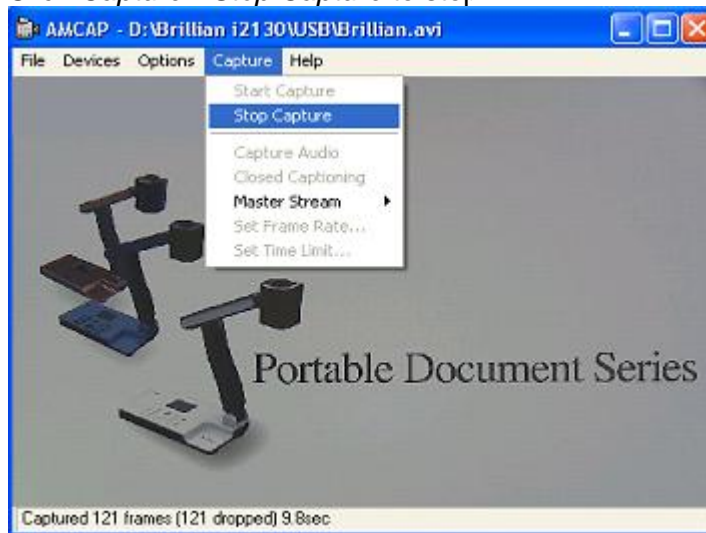 AMCAP - D:\Brillian i2130\USB\Brillian.avi
File Devices Options Capture Help
Start Capture
Stop Capture
Capture Audio
Closed Captioning
Master Stream
Set Frame Rate...
Set Time Limit...
Portable Document Series
Captured 121 frames (121 dropped) 9.8sec